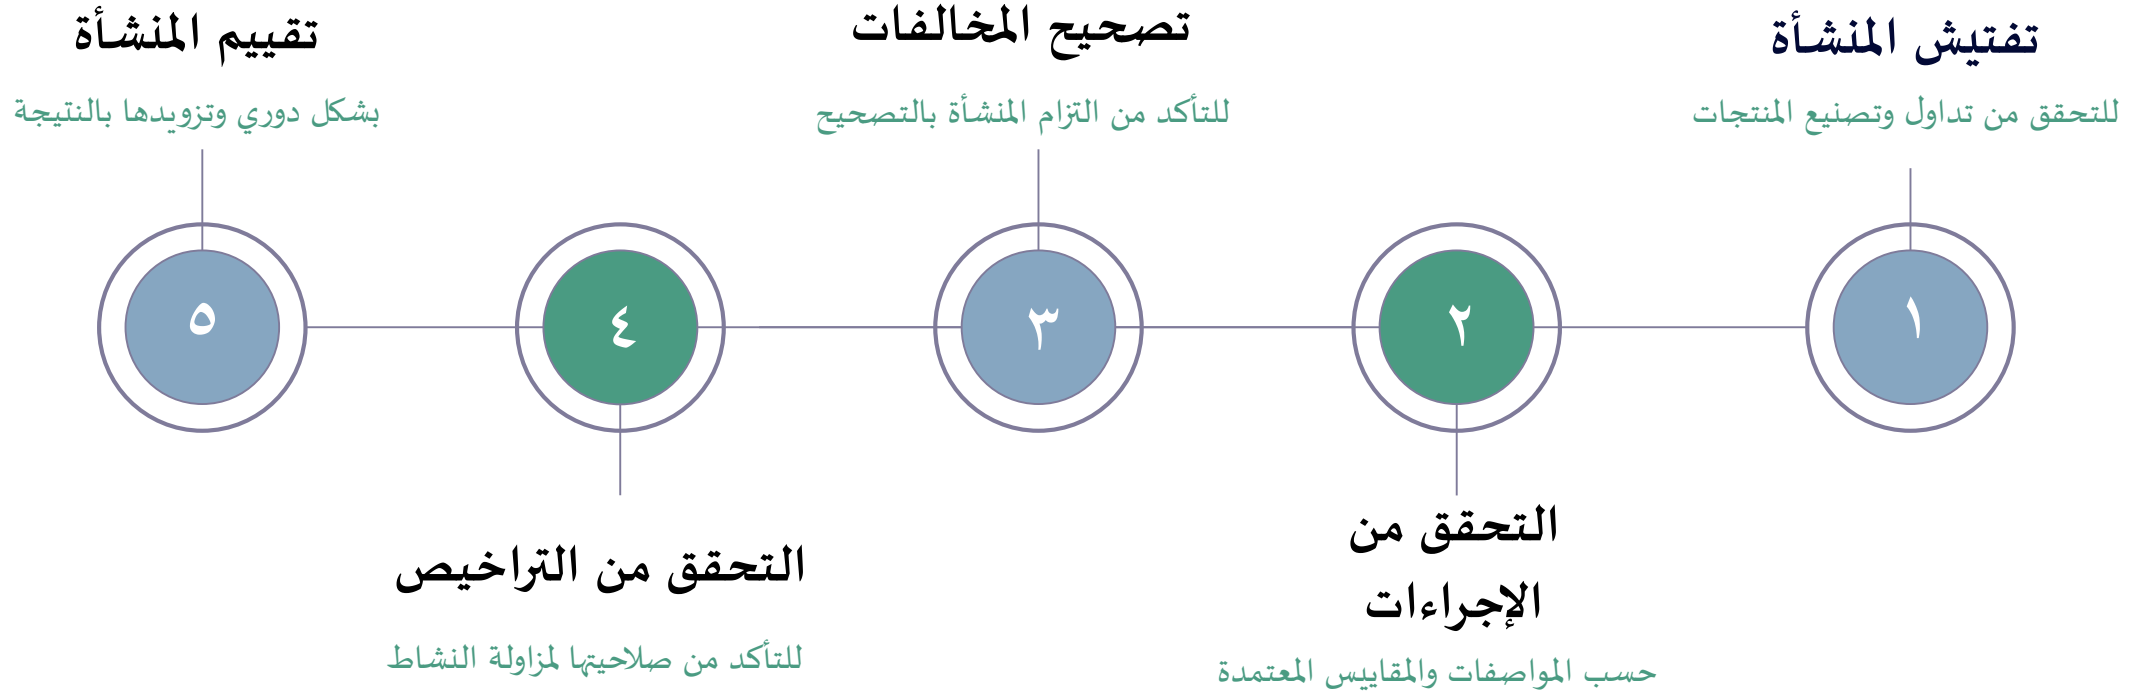 تفتيش المنشأة
للتحقق من تداول وتصنيع المنتجات
١
٢
التحقق من
الإجراءات
حسب المواصفات والمقاييس المعتمدة
تصحيح المخالفات
للتأكد من التزام المنشأة بالتصحيح
٣
٤
التحقق من التراخيص
للتأكد من صلاحيتها لمزاولة النشاط
تقييم المنشأة
بشكل دوري وتزويدها بالنتيجة
٥